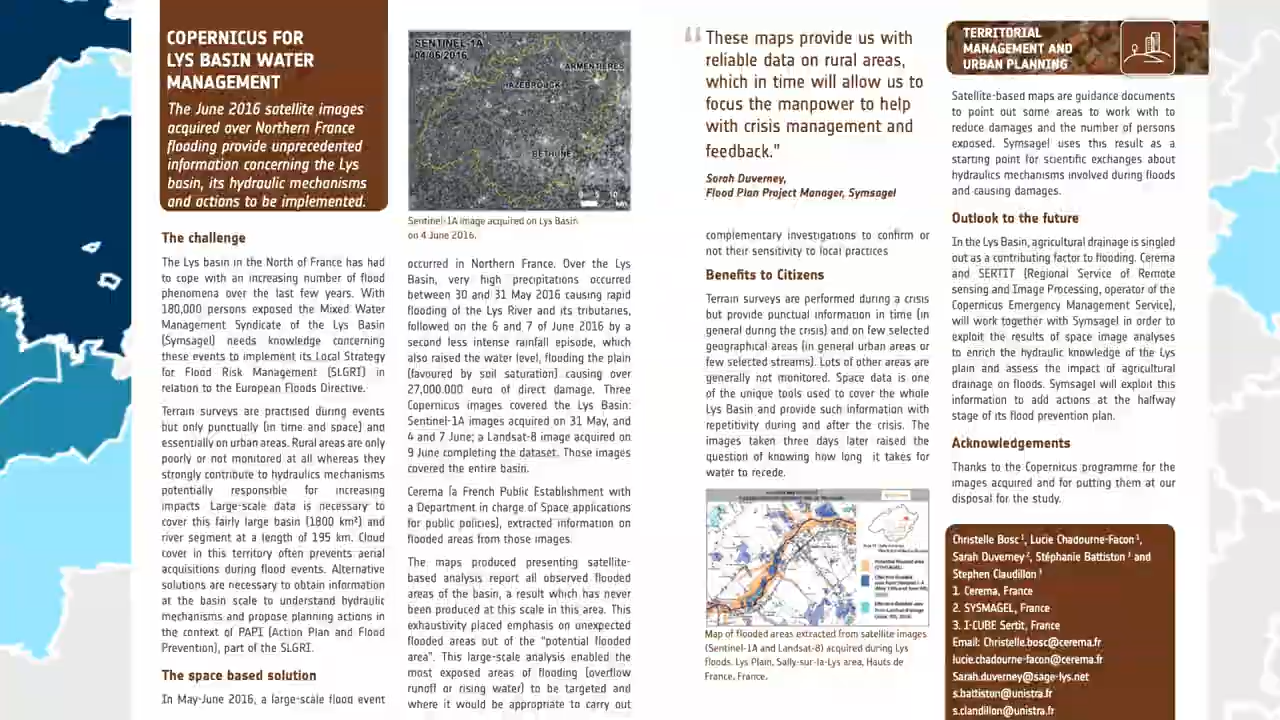 COPERNICUS FOR
LYS BASIN WATER
MANAGEMENT
The June 2016 satellite images
acquired over Northern France
flooding provide unprecedented
information concerning the Lys
basin, its hydraulic mechanisms
and actions to be implemented.
The challenge
The Lys basin in the North of France has had
to cope with an increasing number of flood
phenomena over the last few years. With
180,000 persons exposed the Mixed Water
Management Syndicate of the Lys Basin
(Symsagel) needs knowledge concerning
these events to implement its Local Strategy
for Flood Risk Management (SLGRI) in
relation to the European Floods Directive.
Terrain surveys are practised during events
but only punctually (in time and space) and
essentially on urban areas. Rural areas are only
poorly or not monitored at all whereas they
strongly contribute to hydraulics mechanisms
potentially responsible for increasing
impacts Large-scale data is necessary to
cover this fairly large basin (1800 km²) and
river segment at a length of 195 km. Cloud
cover in this territory often prevents aerial
acquisitions during flood events. Alternative
solutions are necessary to obtain information
at the basin scale to understand hydraulic
mechanisms and propose planning actions in
the context of PAPI (Action Plan and Flood
Prevention), part of the SLGRI.
The space based solution
In May-June 2016, a large-scale flood event
SENTINEL-1A
04/06/2016
ARMENTIERES
HAZEBROUCK
BETHUNE
0 5 10
km
Sentinel-1A image acquired on Lys Basin
on 4 June 2016.
occurred in Northern France. Over the Lys
Basin, very high precipitations occurred
between 30 and 31 May 2016 causing rapid
flooding of the Lys River and its tributaries,
followed on the 6 and 7 of June 2016 by a
second less intense rainfall episode, which
also raised the water level, flooding the plain
(favoured by soil saturation) causing over
27,000.000 euro of direct damage. Three
Copernicus images covered the Lys Basin:
Sentinel-1A images acquired on 31 May, and
4 and 7 June; a Landsat-8 image acquired on
9 June completing the dataset. Those images
covered the entire basin.
Cerema (a French Public Establishment with
a Department in charge of Space applications
for public policies), extracted information on
flooded areas from those images.
The maps produced presenting satellite-
based analysis report all observed flooded
areas of the basin, a result which has never
been produced at this scale in this area. This
exhaustivity placed emphasis on unexpected
flooded areas out of the "potential flooded
area". This large-scale analysis enabled the
most exposed areas of flooding (overflow
runoff or rising water) to be targeted and
where it would be appropriate to carry out
"These maps provide us with
reliable data on rural areas,
which in time will allow us to
focus the manpower to help
with crisis management and
feedback."
Sarah Duverney,
Flood Plan Project Manager, Symsagel
complementary investigations to confirm or
not their sensitivity to local practices
Benefits to Citizens
Terrain surveys are performed during a crisis
but provide punctual information in time (in
general during the crisis) and on few selected
geographical areas (in general urban areas or
few selected streams). Lots of other areas are
generally not monitored. Space data is one
of the unique tools used to cover the whole
Lys Basin and provide such information with
repetitivity during and after the crisis. The
images taken three days later raised the
question of knowing how long it takes for
water to recede.
Map of flooded areas extracted from satellite images
(Sentinel-1A and Landsat-8) acquired during Lys
floods. Lys Plain, Sally-sur-la-Lys area, Hauts de
France, France.
TERRITORIAL
MANAGEMENT AND
URBAN PLANNING
Satellite-based maps are guidance documents
to point out some areas to work with to
reduce damages and the number of persons
exposed. Symsagel uses this result as a
starting point for scientific exchanges about
hydraulics mechanisms involved during floods
and causing damages.
Outlook to the future
In the Lys Basin, agricultural drainage is singled
out as a contributing factor to flooding. Cerema
and SERTIT (Regional Service of Remote
sensing and Image Processing, operator of the
Copernicus Emergency Management Service),
will work together with Symsagel in order to
exploit the results of space image analyses
to enrich the hydraulic knowledge of the Lys
plain and assess the impact of agricultural
drainage on floods. Symsagel will exploit this
information to add actions at the halfway
stage of its flood prevention plan.
Acknowledgements
Thanks to the Copernicus programme for the
images acquired and for putting them at our
disposal for the study.
Christelle Bosc ¹, Lucie Chadourne-Facon ¹,
Sarah Duverney ², Stéphanie Battiston ³ and
Stephen Claudillon ³
1. Cerema, France
2. SYSMAGEL, France
3. I-CUBE Sertit, France
Email: Christelle.bosc@cerema.fr
lucie.chadourne-facon@cerema.fr
Sarah.duverney@sage-lys.net
s.battiston@unistra.fr
s.clandillon@unistra.fr